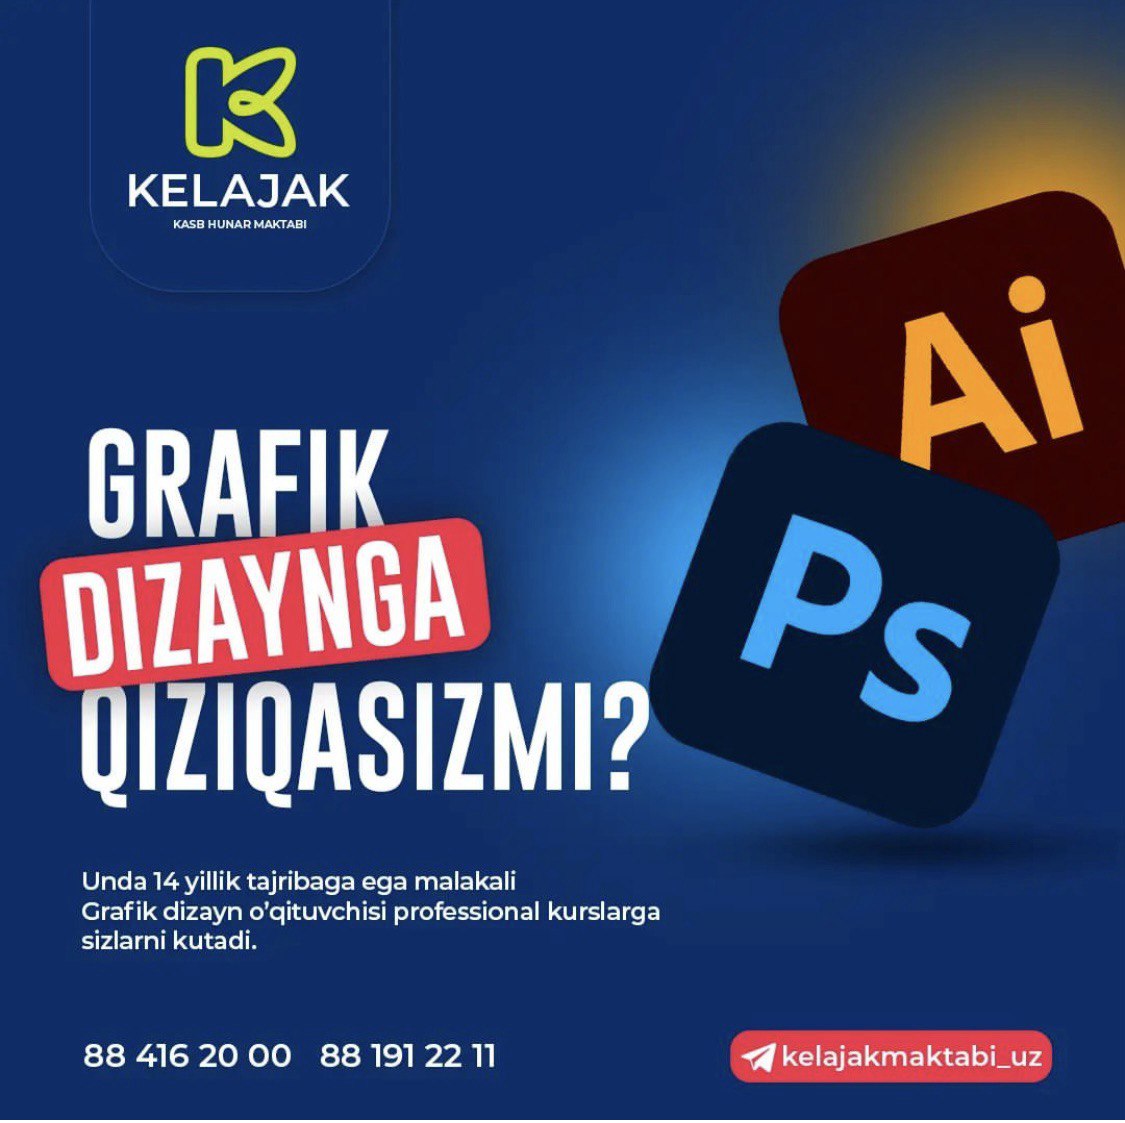 KELAJAK
KASB HUNAR MAKTABI
Ai
Ps
GRAFIK
DIZAYNGA
QIZIQASIZMI?
Unda 14 yillik tajribaga ega malakali
Grafik dizayn o'qituvchisi professional kurslarga
sizlarni kutadi.
88 416 20 00 88 191 22 11
kelajakmaktabi_uz